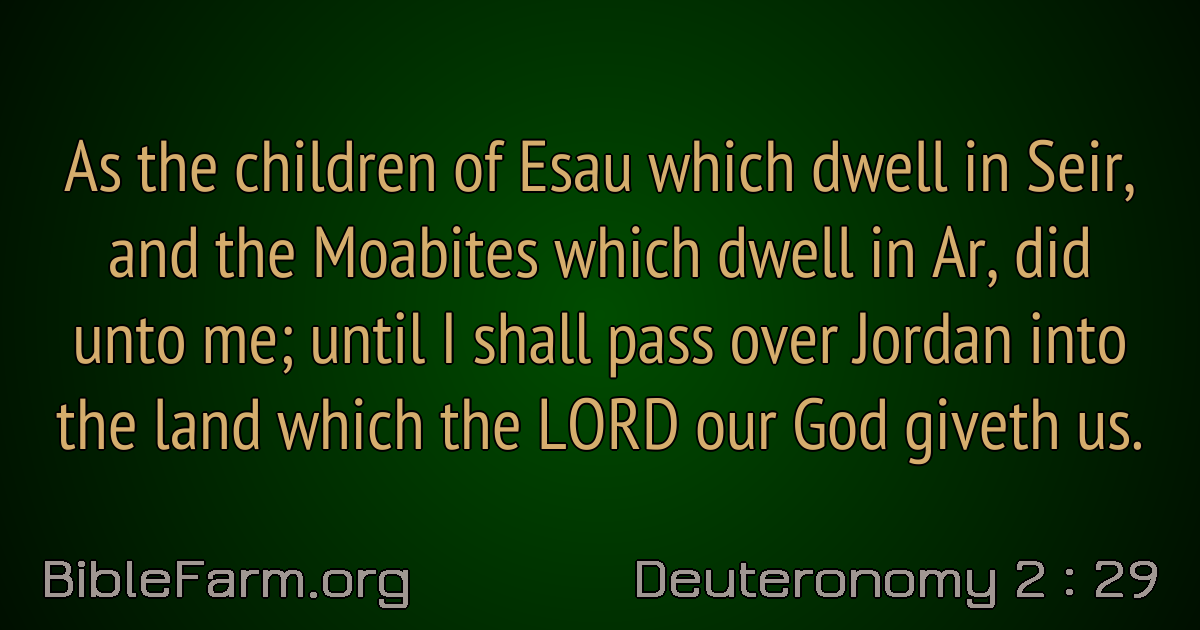 As the children of Esau which dwell in Seir,
and the Moabites which dwell in Ar, did
unto me; until I shall pass over Jordan into
the land which the LORD our God giveth us.
BibleFarm.org
Deuteronomy 2 : 29